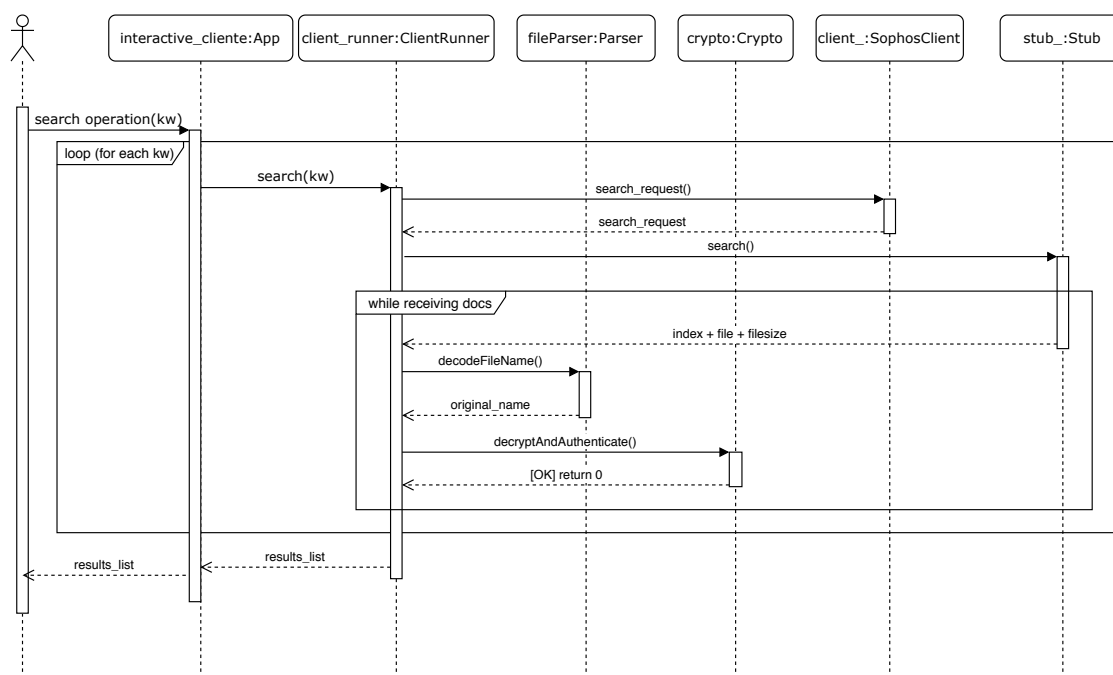 interactive_cliente:App
client_runner:ClientRunner
fileParser:Parser
crypto:Crypto
client_:SophosClient
stub_:Stub
search operation(kw)
loop (for each kw)
search(kw)
search_request()
search_request
search()
while receiving docs
index + file + filesize
decodeFileName()
original_name
decryptAndAuthenticate()
[OK] return 0
results_list
results_list